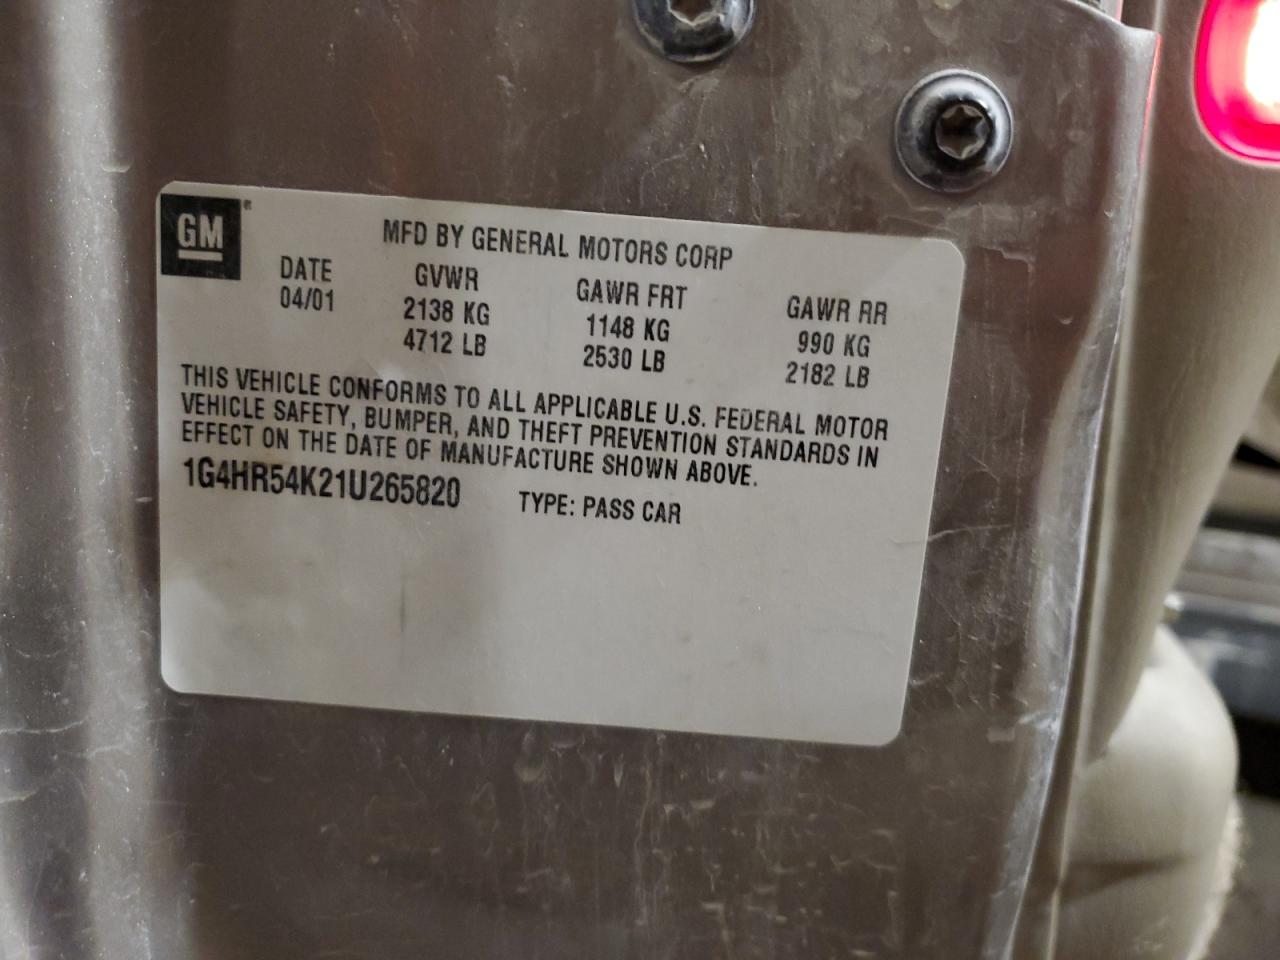 GM®
MFD BY GENERAL MOTORS CORP
DATE GVWR GAWR FRT GAWR RR
04/01 2138 KG 1148 KG 990 KG
4712 LB 2530 LB 2182 LB
THIS VEHICLE CONFORMS TO ALL APPLICABLE U.S. FEDERAL MOTOR
VEHICLE SAFETY, BUMPER, AND THEFT PREVENTION STANDARDS IN
EFFECT ON THE DATE OF MANUFACTURE SHOWN ABOVE.
1G4HR54K21U265820 TYPE: PASS CAR